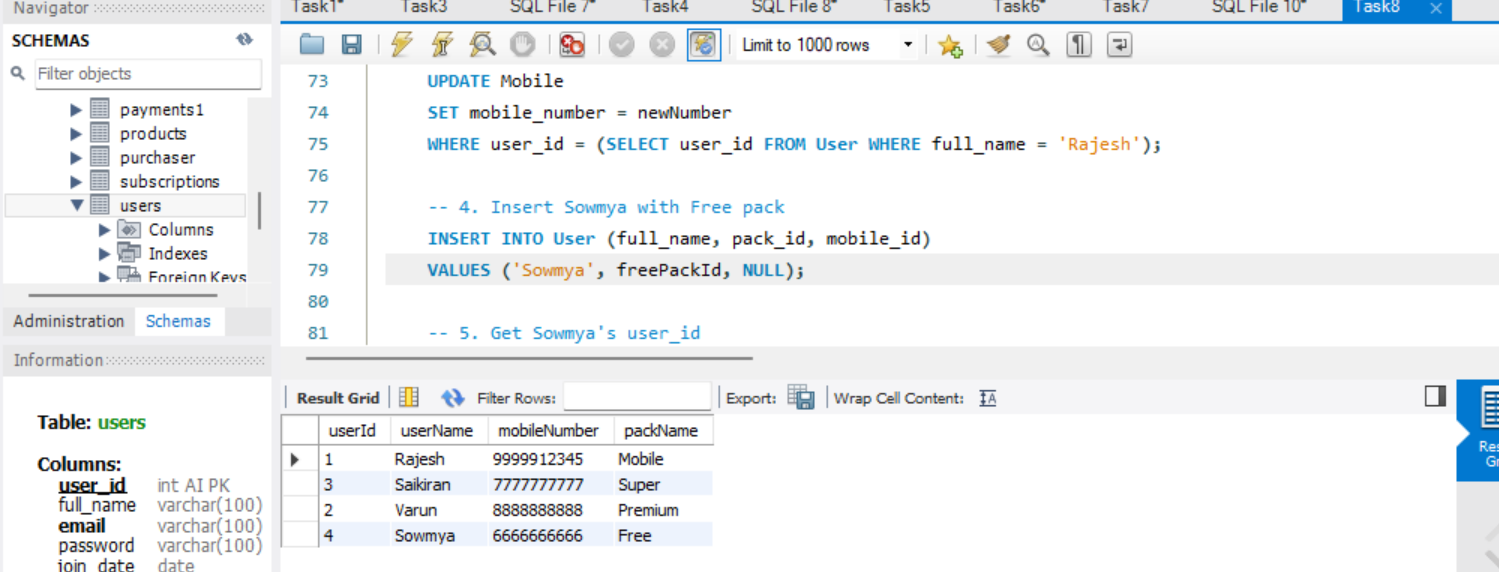 Navigator
Task1* Task3 SQL File 7* Task4 SQL File 8* Task5 Task6* Task7 SQL File 10* Task8
SCHEMAS
Filter objects
payments1
products
purchaser
subscriptions
users
Columns
Indexes
Foreign Keys
Administration Schemas
Information
Table: users
Columns:
user_id int AI PK
full_name varchar(100)
email varchar(100)
password varchar(100)
join_date date
Limit to 1000 rows
73 UPDATE Mobile
74 SET mobile_number = newNumber
75 WHERE user_id = (SELECT user_id FROM User WHERE full_name = 'Rajesh');
76
77 -- 4. Insert Sowmya with Free pack
78 INSERT INTO User (full_name, pack_id, mobile_id)
79 VALUES ('Sowmya', freePackId, NULL);
80
81 -- 5. Get Sowmya's user_id
Result Grid Filter Rows: Export: Wrap Cell Content:
userId userName mobileNumber packName
1 Rajesh 9999912345 Mobile
3 Saikiran 7777777777 Super
2 Varun 8888888888 Premium
4 Sowmya 6666666666 Free